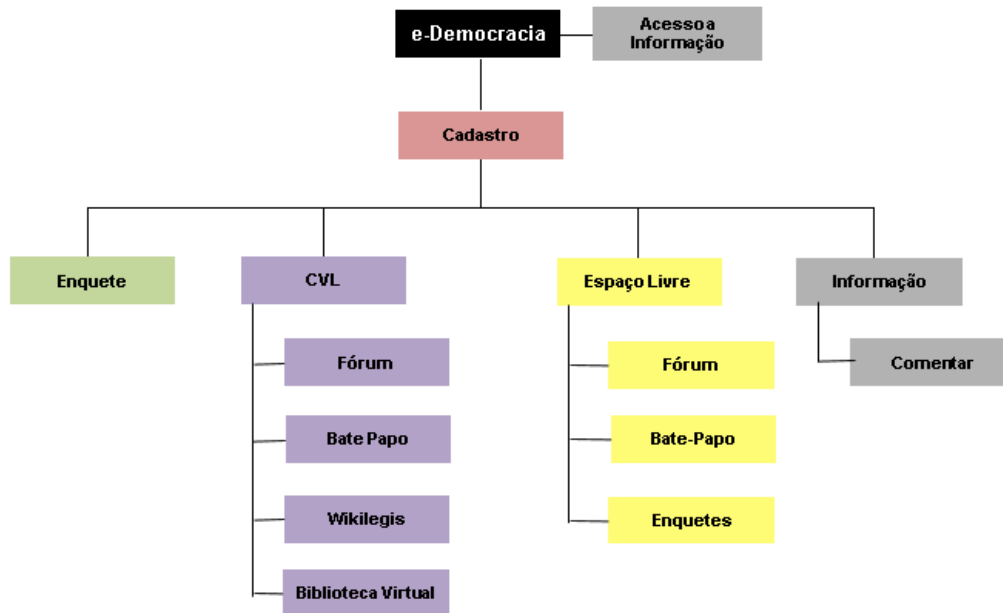 e-Democracia
Acesso a
Informação
Cadastro
Enquete
CVL
Espaço Livre
Informação
Fórum
Fórum
Comentar
Bate Papo
Bate-Papo
Wikilegis
Enquetes
Biblioteca Virtual